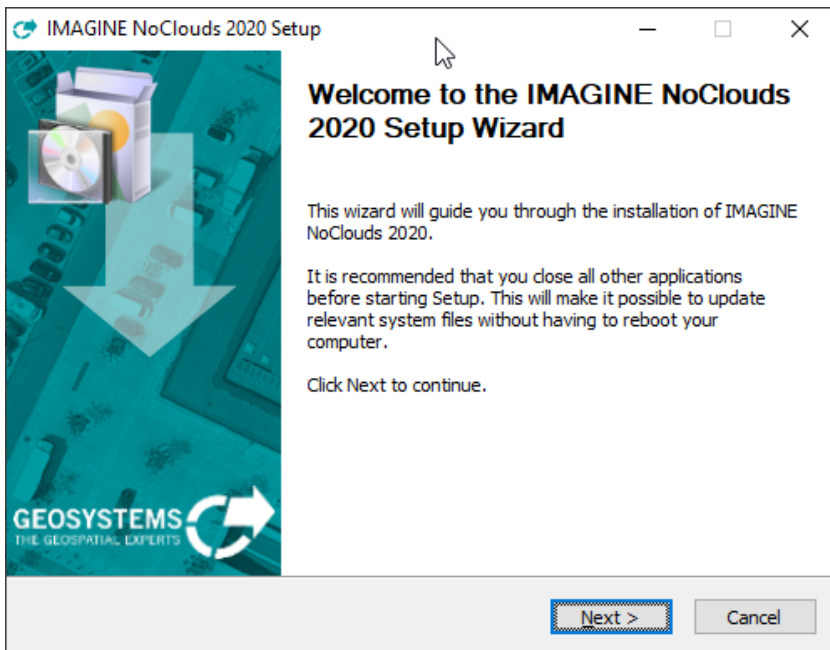 IMAGINE NoClouds 2020 Setup
Welcome to the IMAGINE NoClouds
2020 Setup Wizard
This wizard will guide you through the installation of IMAGINE
NoClouds 2020.
It is recommended that you close all other applications
before starting Setup. This will make it possible to update
relevant system files without having to reboot your
computer.
Click Next to continue.
GEOSYSTEMS
THE GEOSPATIAL EXPERTS
Next >
Cancel